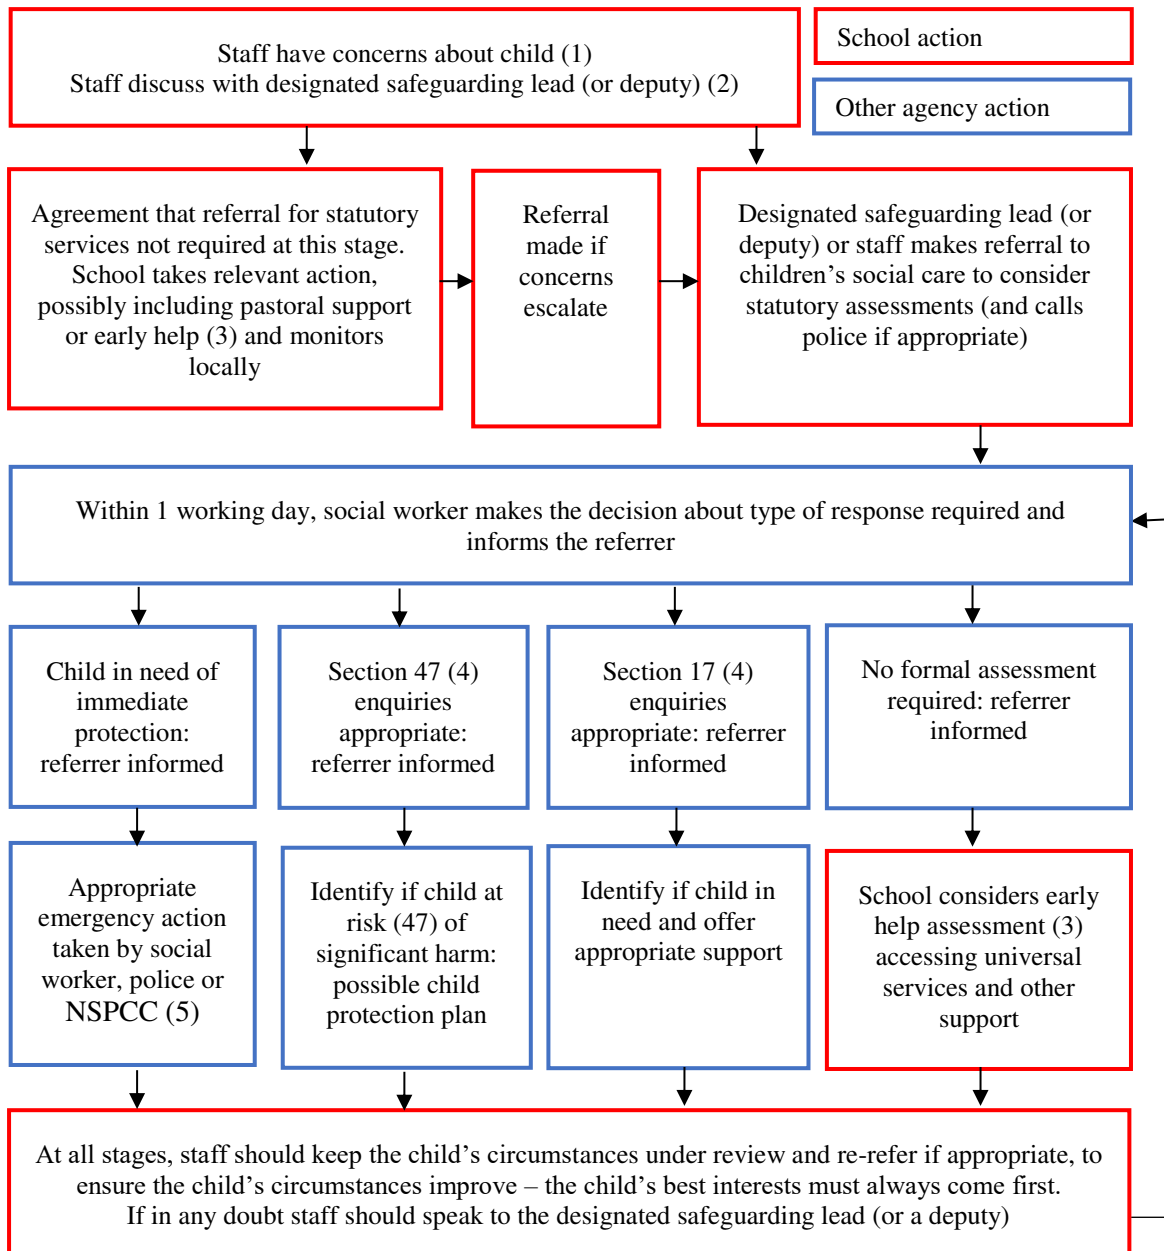 Staff have concerns about child (1)
Staff discuss with designated safeguarding lead (or deputy) (2)
School action
Other agency action
Agreement that referral for statutory
services not required at this stage.
School takes relevant action,
possibly including pastoral support
or early help (3) and monitors
locally
Referral
made if
concerns
escalate
Designated safeguarding lead (or
deputy) or staff makes referral to
children’s social care to consider
statutory assessments (and calls
police if appropriate)
Within 1 working day, social worker makes the decision about type of response required and
informs the referrer
Child in need of
immediate
protection:
referrer informed
Section 47 (4)
enquiries
appropriate:
referrer informed
Section 17 (4)
enquiries
appropriate: referrer
informed
No formal assessment
required: referrer
informed
Appropriate
emergency action
taken by social
worker, police or
NSPCC (5)
Identify if child at
risk (47) of
significant harm:
possible child
protection plan
Identify if child in
need and offer
appropriate support
School considers early
help assessment (3)
accessing universal
services and other
support
At all stages, staff should keep the child’s circumstances under review and re-refer if appropriate, to
ensure the child’s circumstances improve – the child’s best interests must always come first.
If in any doubt staff should speak to the designated safeguarding lead (or a deputy)